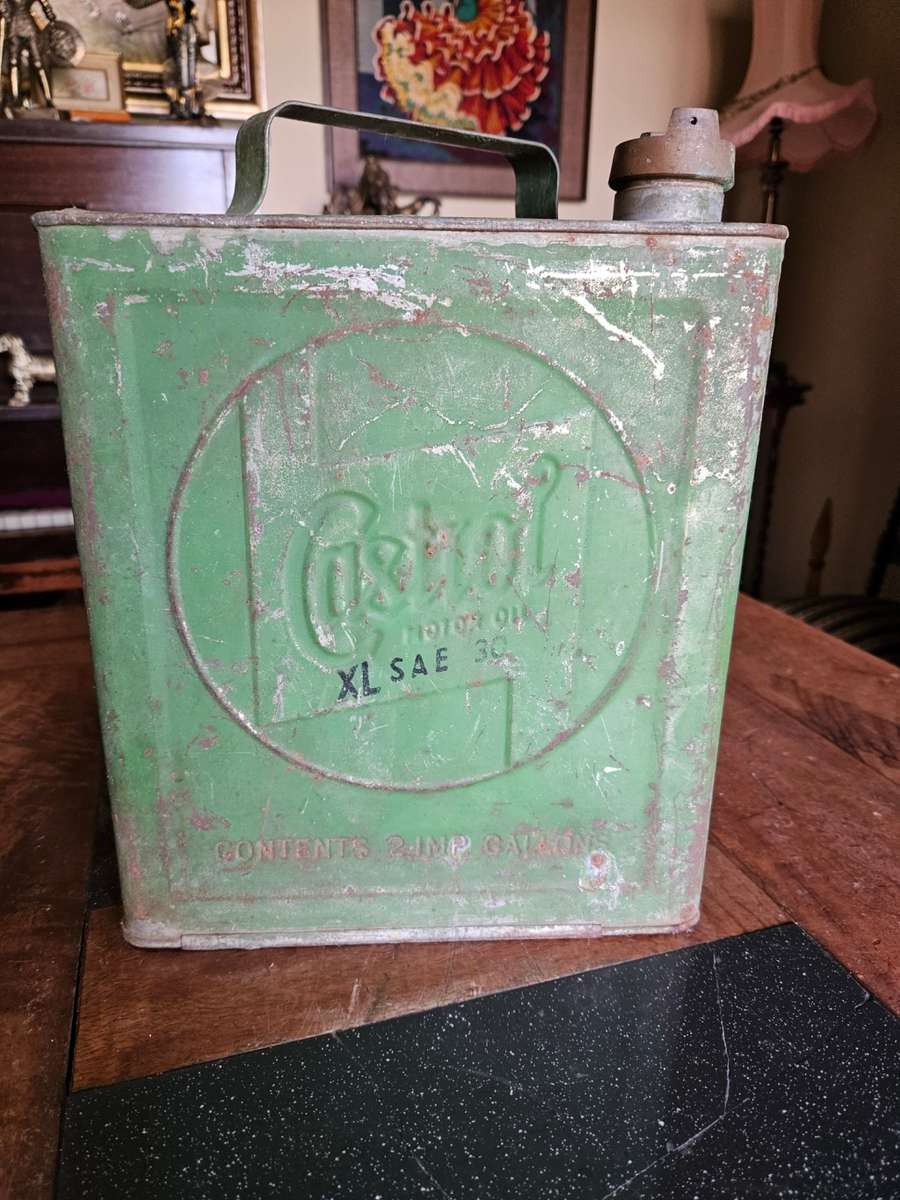 Castrol
MOTOR OIL
XL SAE 30
CONTENTS 2 IMP. GALLONS